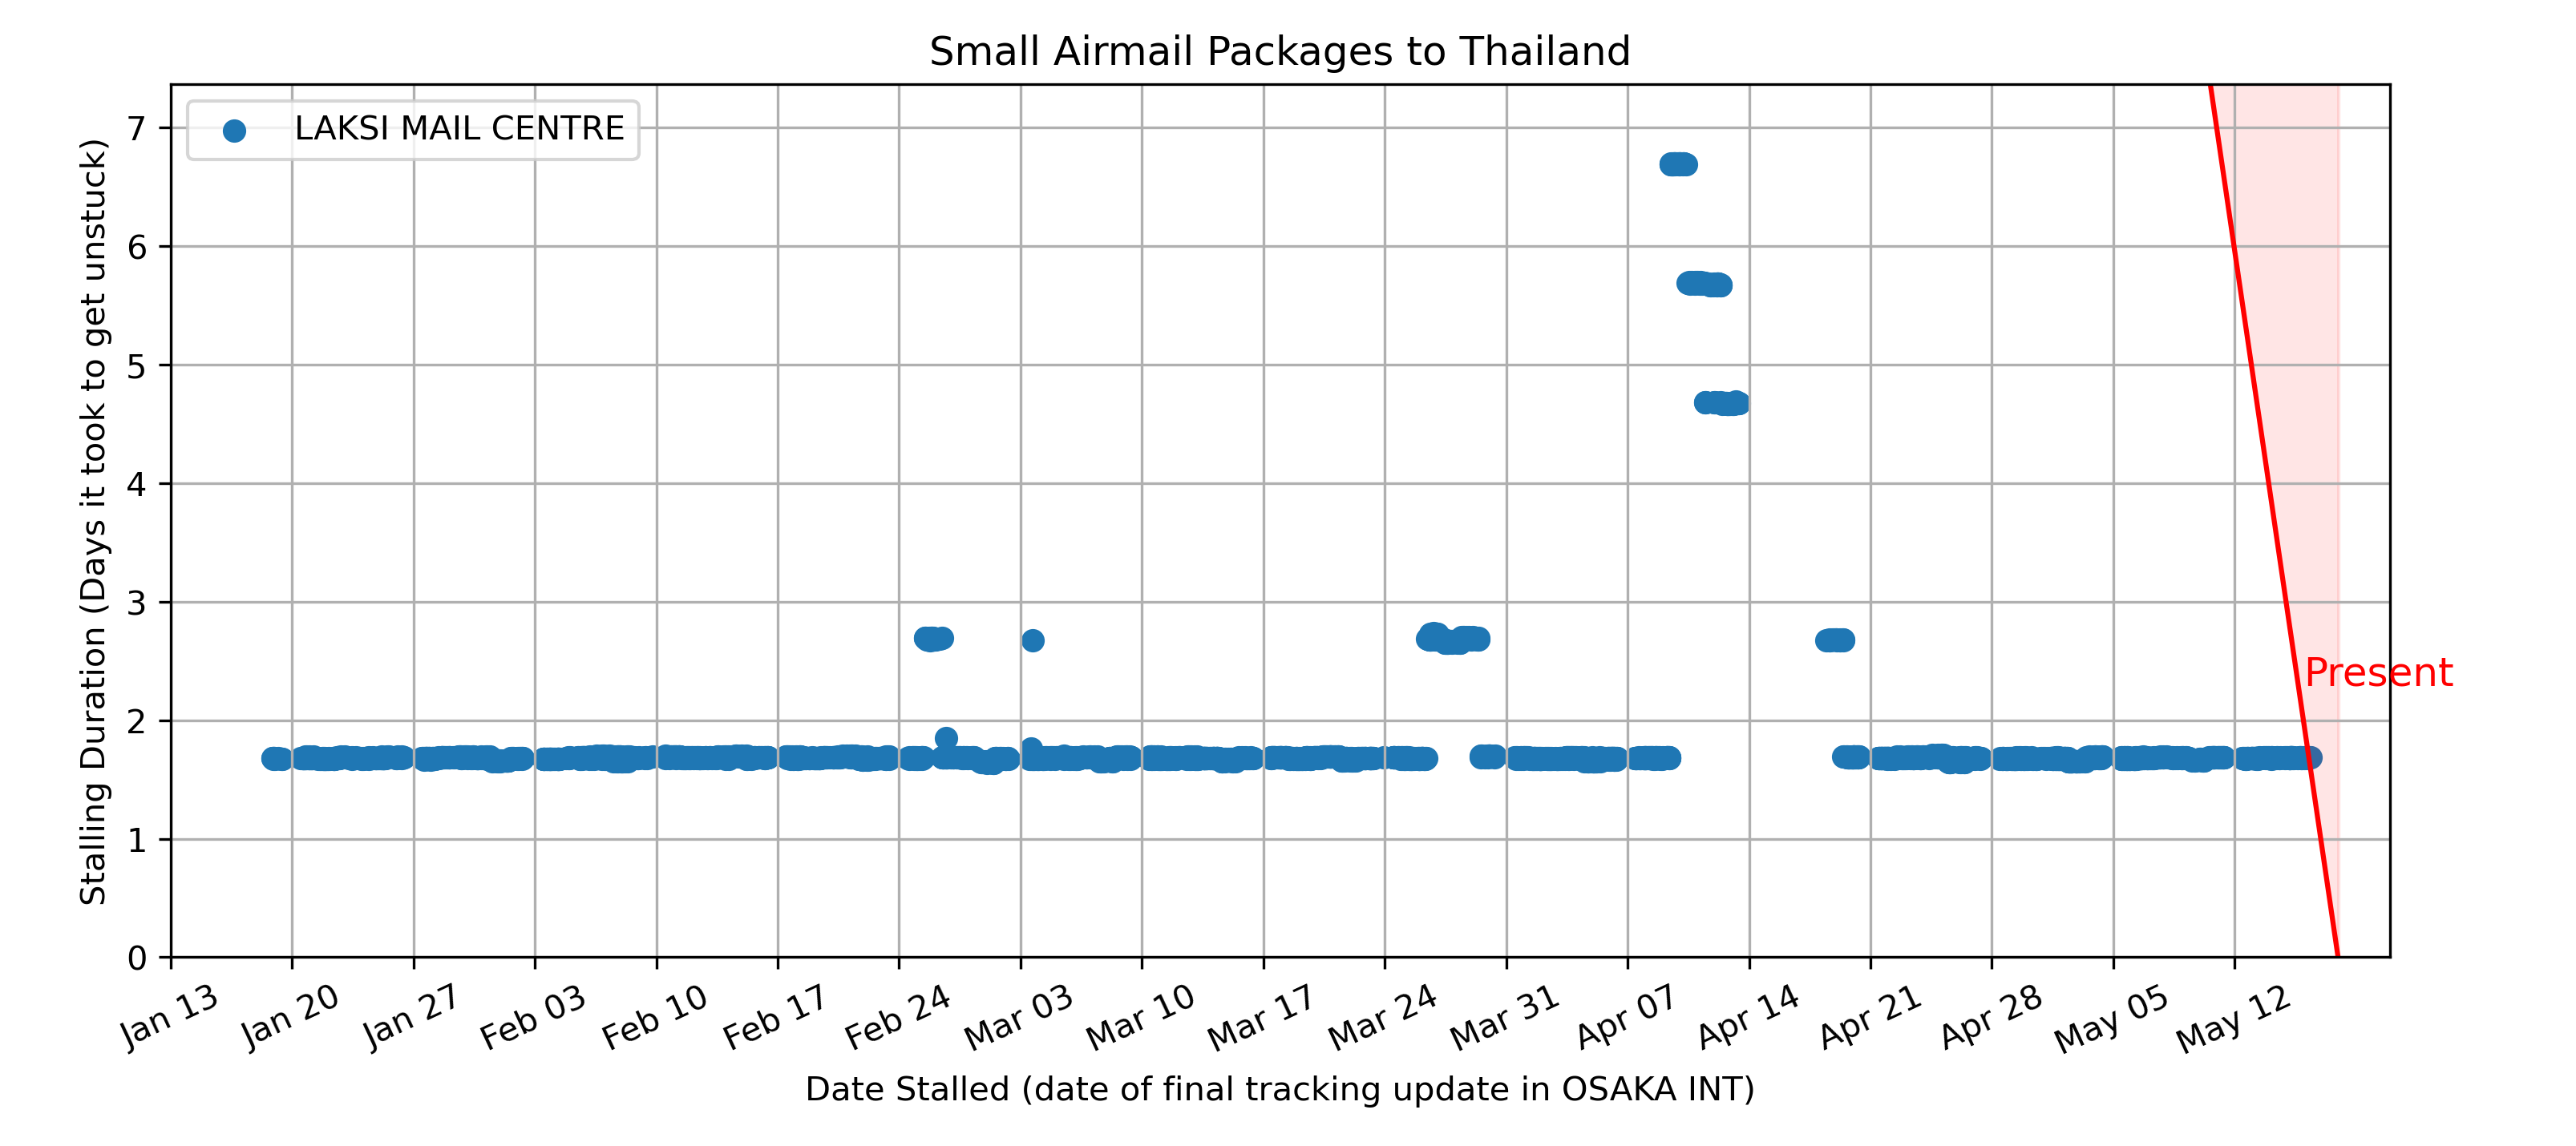 Small Airmail Packages to Thailand
LAKSI MAIL CENTRE
Stalling Duration (Days it took to get unstuck)
7
6
5
4
3
2
1
0
Present
Jan 13
Jan 20
Jan 27
Feb 03
Feb 10
Feb 17
Feb 24
Mar 03
Mar 10
Mar 17
Mar 24
Mar 31
Apr 07
Apr 14
Apr 21
Apr 28
May 05
May 12
Date Stalled (date of final tracking update in OSAKA INT)